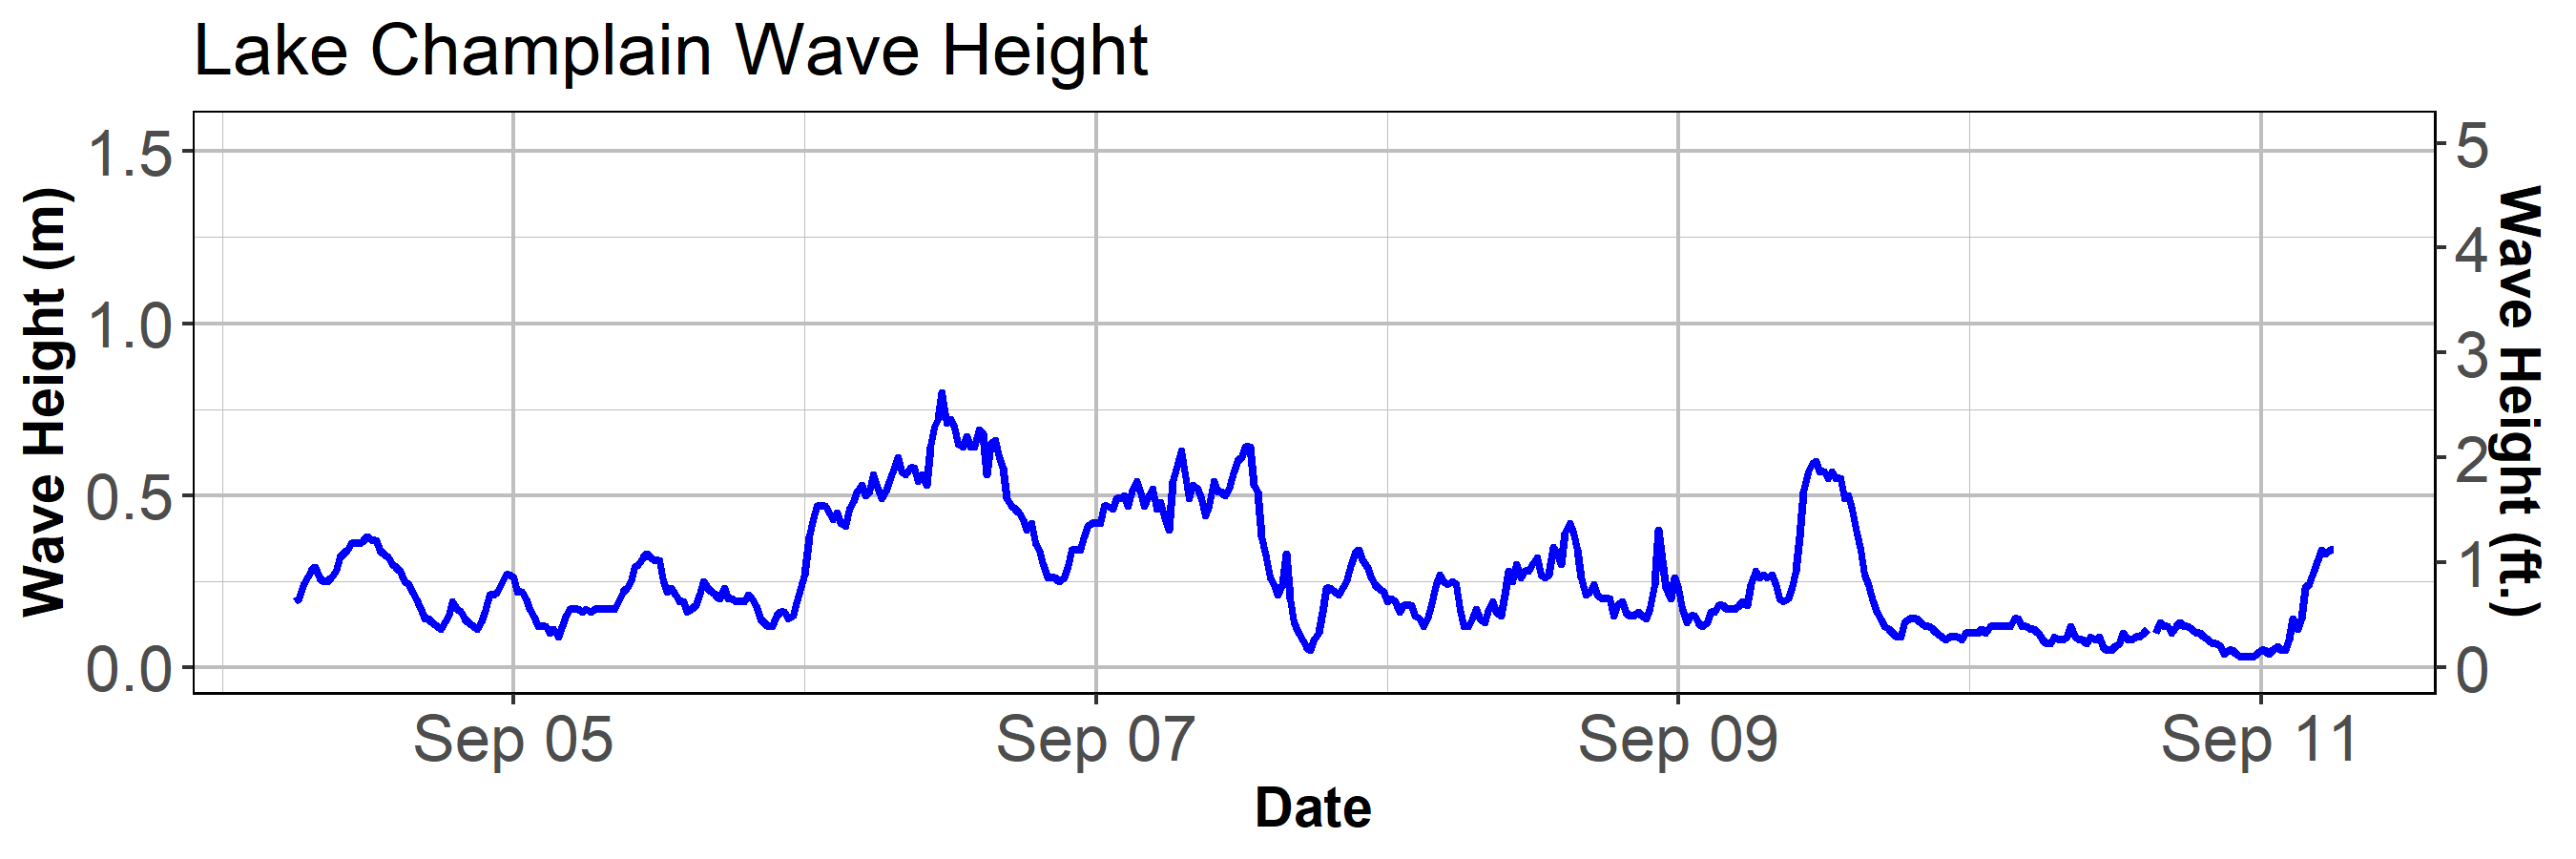 Lake Champlain Wave Height
Wave Height (m)
1.5
1.0
0.5
0.0
5
4
3
2
1
0
Wave Height (ft.)
Sep 05
Sep 07
Sep 09
Sep 11
Date